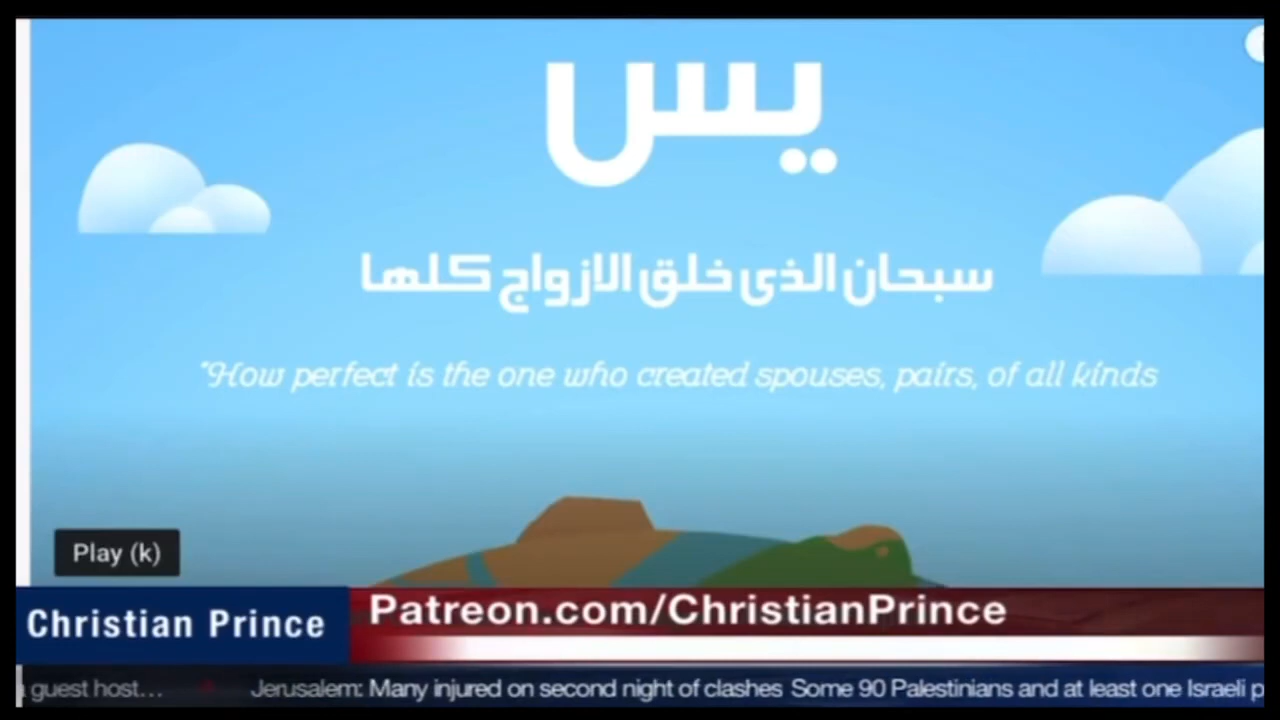 يس
سبحان الذى خلق الازواج كلها
"How perfect is the one who created spouses, pairs, of all kinds
Play (k)
Christian Prince
Patreon.com/ChristianPrince
guest host... Jerusalem: Many injured on second night of clashes Some 90 Palestinians and at least one Israeli p